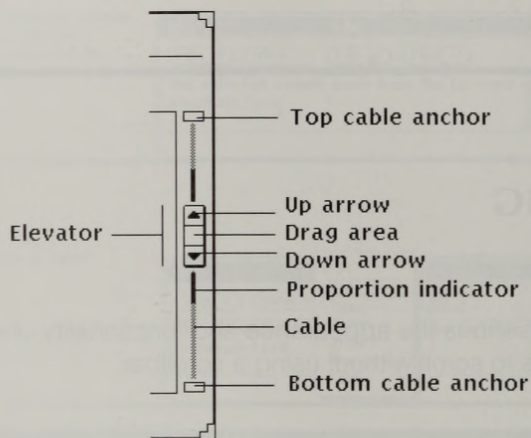 Top cable anchor
Up arrow
Elevator
Drag area
Down arrow
Proportion indicator
Cable
Bottom cable anchor